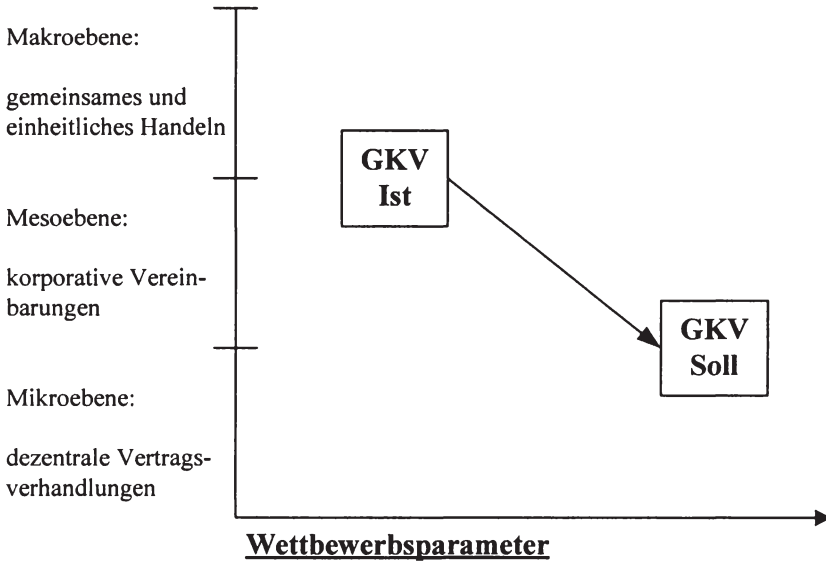 Makroebene:
gemeinsames und
einheitliches Handeln
GKV
Ist
Mesoebene:
korporative Verein-
barungen
GKV
Soll
Mikroebene:
dezentrale Vertrags-
verhandlungen
Wettbewerbsparameter